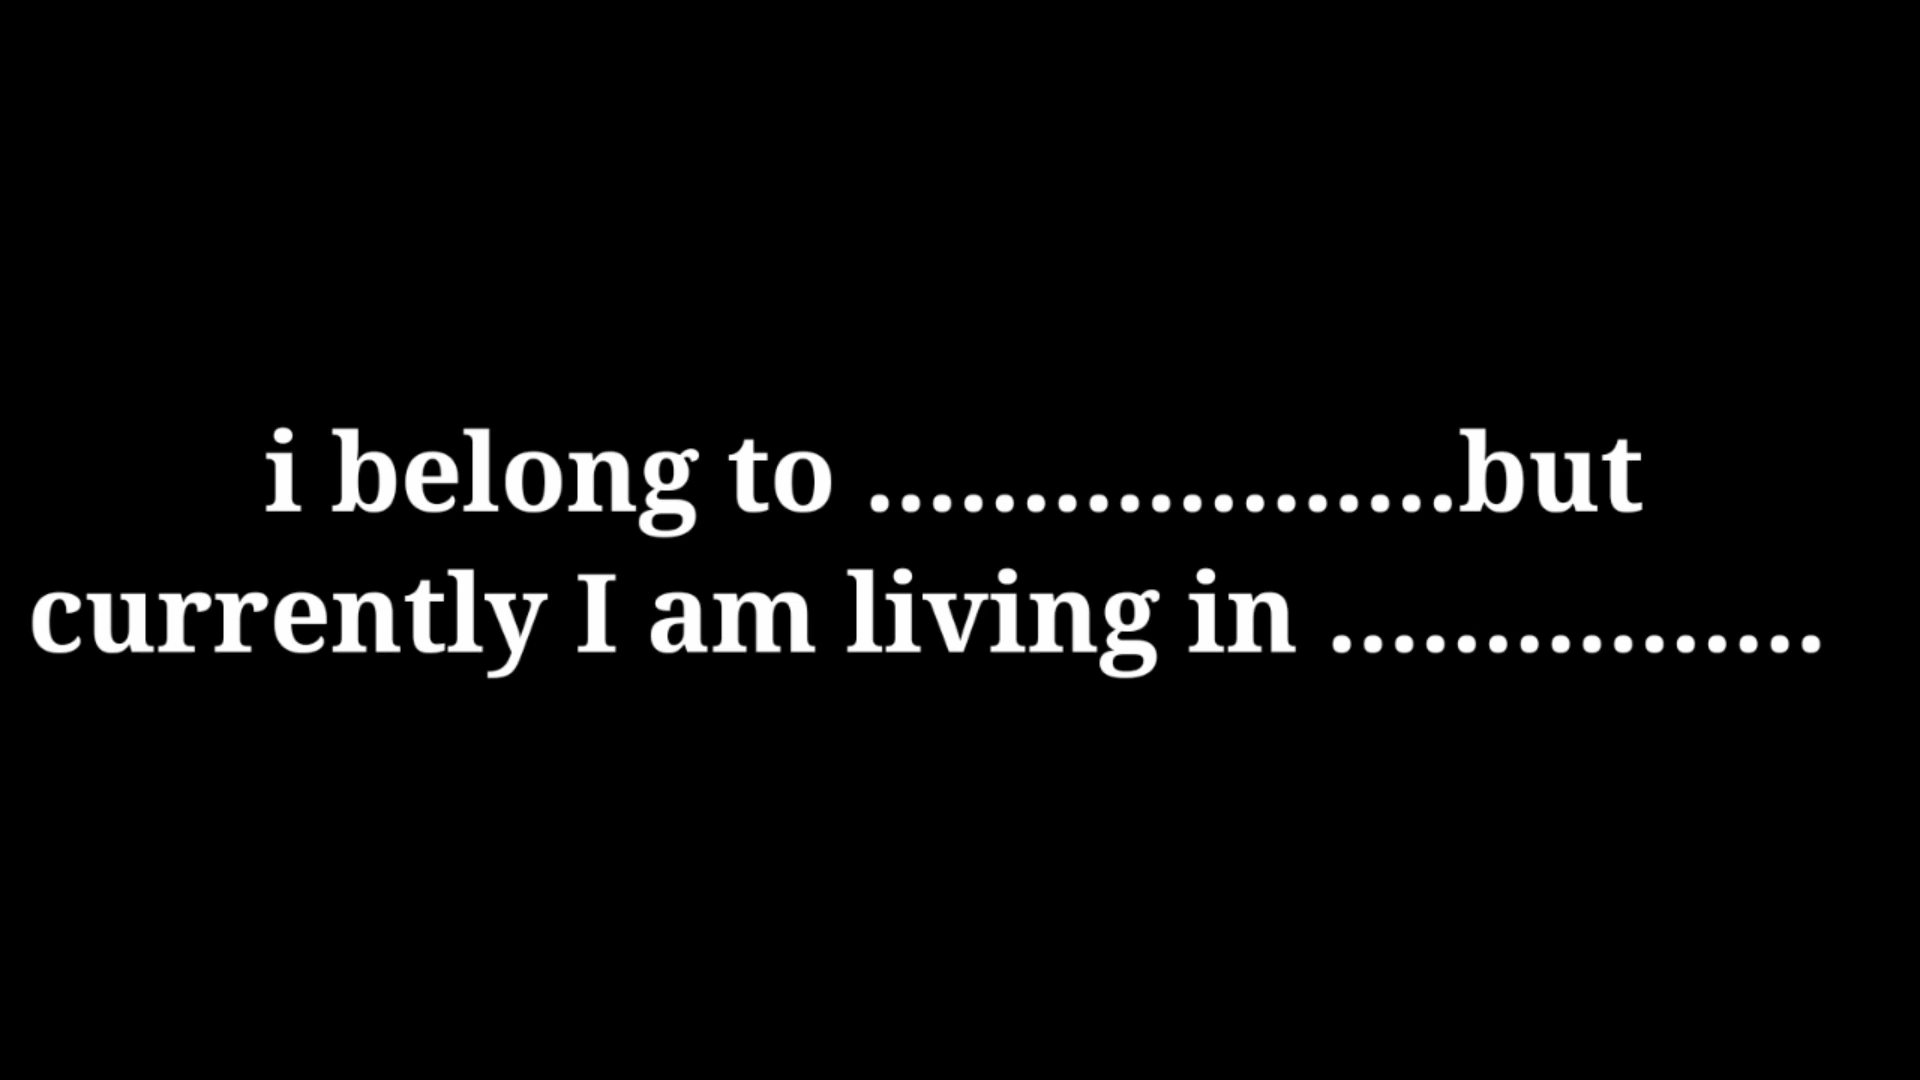 i belong to ...................but
currently I am living in ................